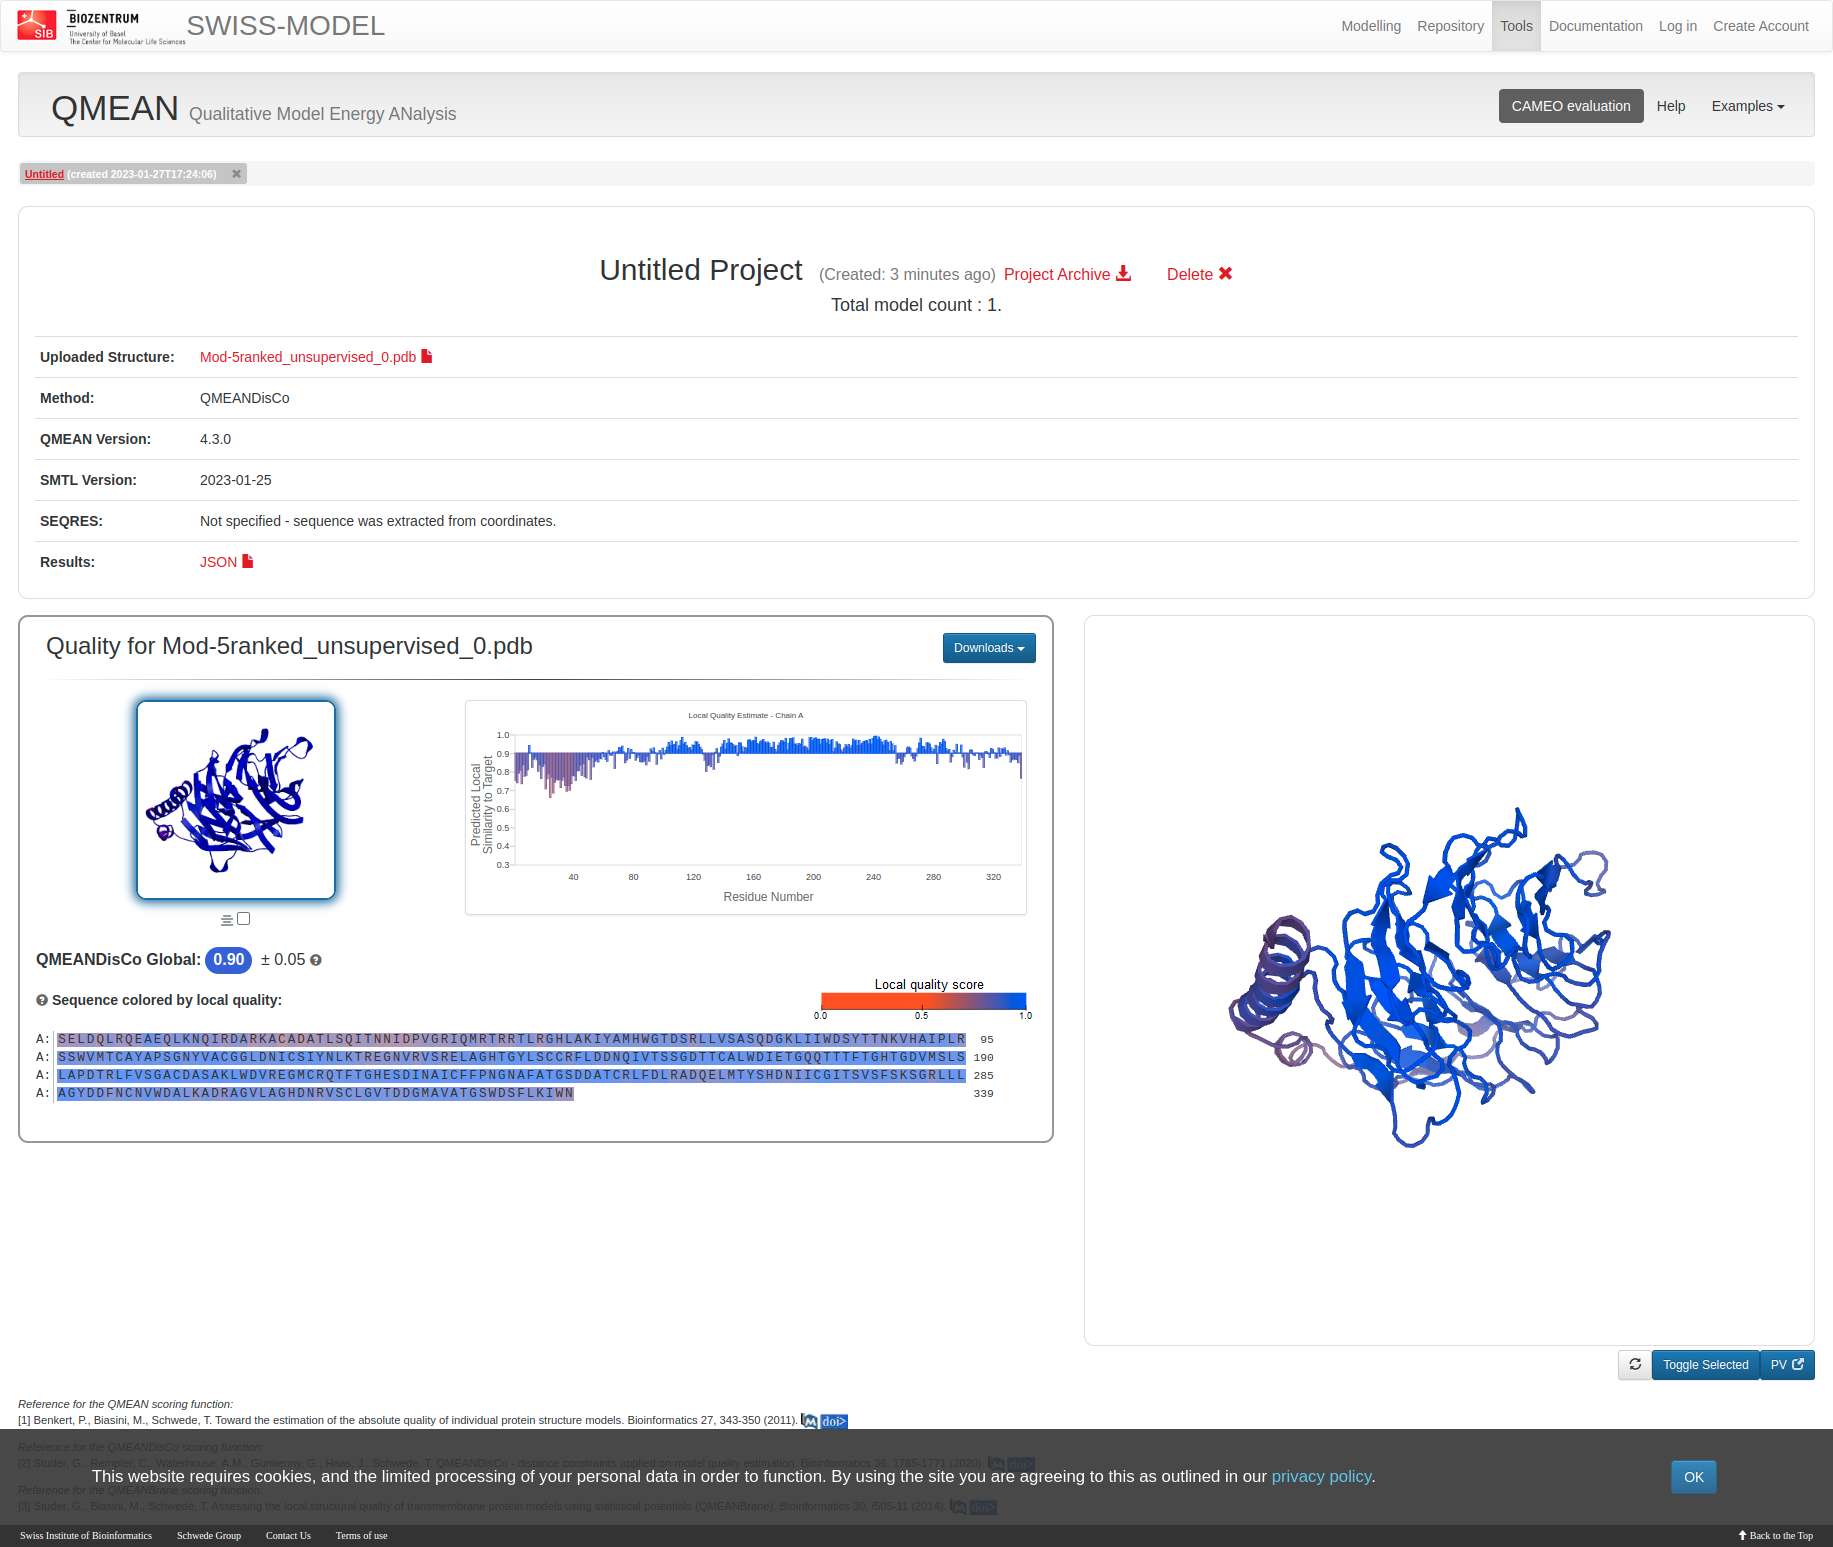 SIB BIOZENTRUM
University of Basel
The Center for Molecular Life Sciences
SWISS-MODEL
Modelling Repository Tools Documentation Log in Create Account
QMEAN Qualitative Model Energy ANalysis
CAMEO evaluation Help Examples
Untitled (created 2023-01-27T17:24:06) ✖
Untitled Project (Created: 3 minutes ago) Project Archive Delete ✖
Total model count : 1.
Uploaded Structure: Mod-5ranked_unsupervised_0.pdb
Method: QMEANDisCo
QMEAN Version: 4.3.0
SMTL Version: 2023-01-25
SEQRES: Not specified - sequence was extracted from coordinates.
Results: JSON
Quality for Mod-5ranked_unsupervised_0.pdb
Downloads
Local Quality Estimate - Chain A
Predicted Local
Similarity to Target
1.0
0.9
0.8
0.7
0.6
0.5
0.4
0.3
40 80 120 160 200 240 280 320
Residue Number
QMEANDisCo Global: 0.90 ± 0.05
Sequence colored by local quality:
Local quality score
0.0 0.5 1.0
A: SELDQLRQEAEQLKNQIRDARKACADATLSQITNNIDPVGRIQMRTRRTLRGHLAKIYAMHWGTDSRLLVSASQDGKLIIWDSYTTNKVHAIPLR 95
A: SSWVMTCAYAPSGNYVACGGLDNICSIYNLKTREGNVRVSRELAGHTGYLSCCRFLDDNQIVTSSGDTTCALWDIETGQQTTTFTGHTGDVMSLS 190
A: LAPDTRLFVSGACDASAKLWDVREGMCRQTFTGHESDINAICFFPNGNAFATGSDDATCRLFDLRADQELMTYSHDNIICGITSVSFSKSGRLLL 285
A: AGYDDFNCNVWDALKADRAGVLAGHDNRVSCLGVTDDGMAVATGSWDSFLKIWN 339
Toggle Selected PV
Reference for the QMEAN scoring function:
[1] Benkert, P., Biasini, M., Schwede, T. Toward the estimation of the absolute quality of individual protein structure models. Bioinformatics 27, 343-350 (2011). M doi>
Reference for the QMEANDisCo scoring function:
[2] Studer, G., Rempfer, C., Waterhouse, A.M., Gumienny, G., Haas, J., Schwede, T. QMEANDisCo - distance constraints applied on model quality estimation. Bioinformatics 36, 1765-1771 (2020). M doi>
This website requires cookies, and the limited processing of your personal data in order to function. By using the site you are agreeing to this as outlined in our privacy policy.
OK
Reference for the QMEANBrane scoring function:
[3] Studer, G., Biasini, M., Schwede, T. Assessing the local structural quality of transmembrane protein models using statistical potentials (QMEANBrane). Bioinformatics 30, i505-11 (2014). M doi>
Swiss Institute of Bioinformatics Schwede Group Contact Us Terms of use Back to the Top